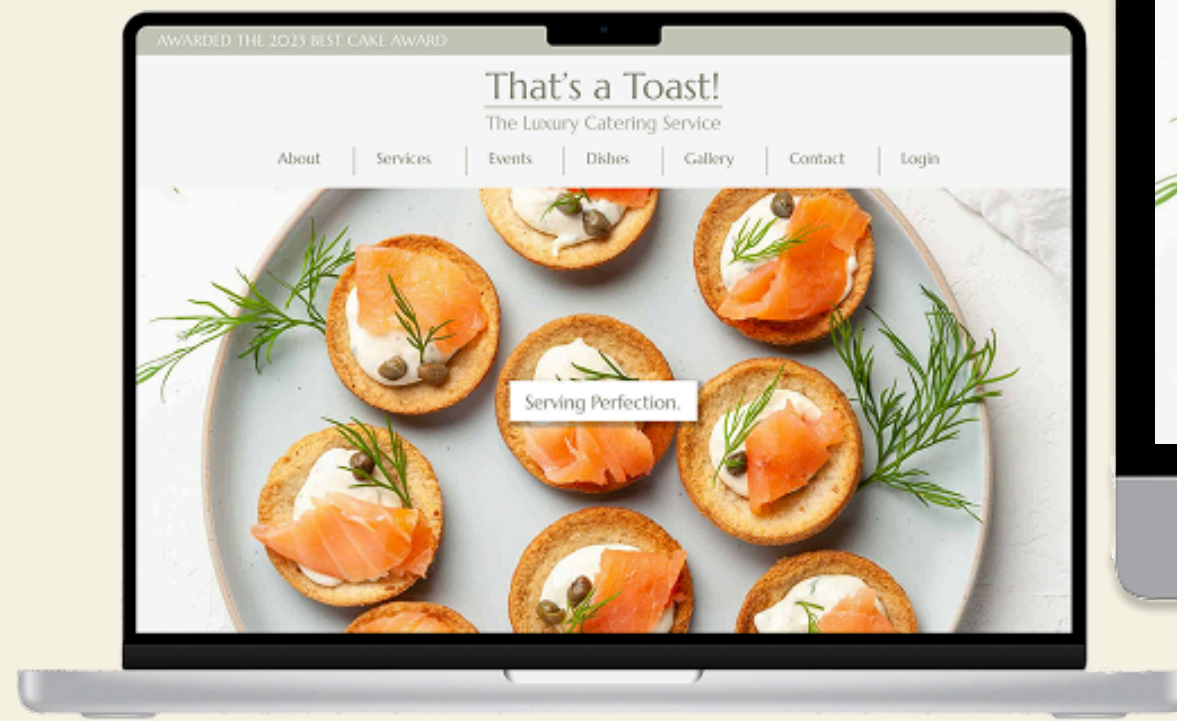 AWARDED THE 2023 BEST CAKE AWARD
That's a Toast!
The Luxury Catering Service
About Services Events Dishes Gallery Contact Login
Serving Perfection.